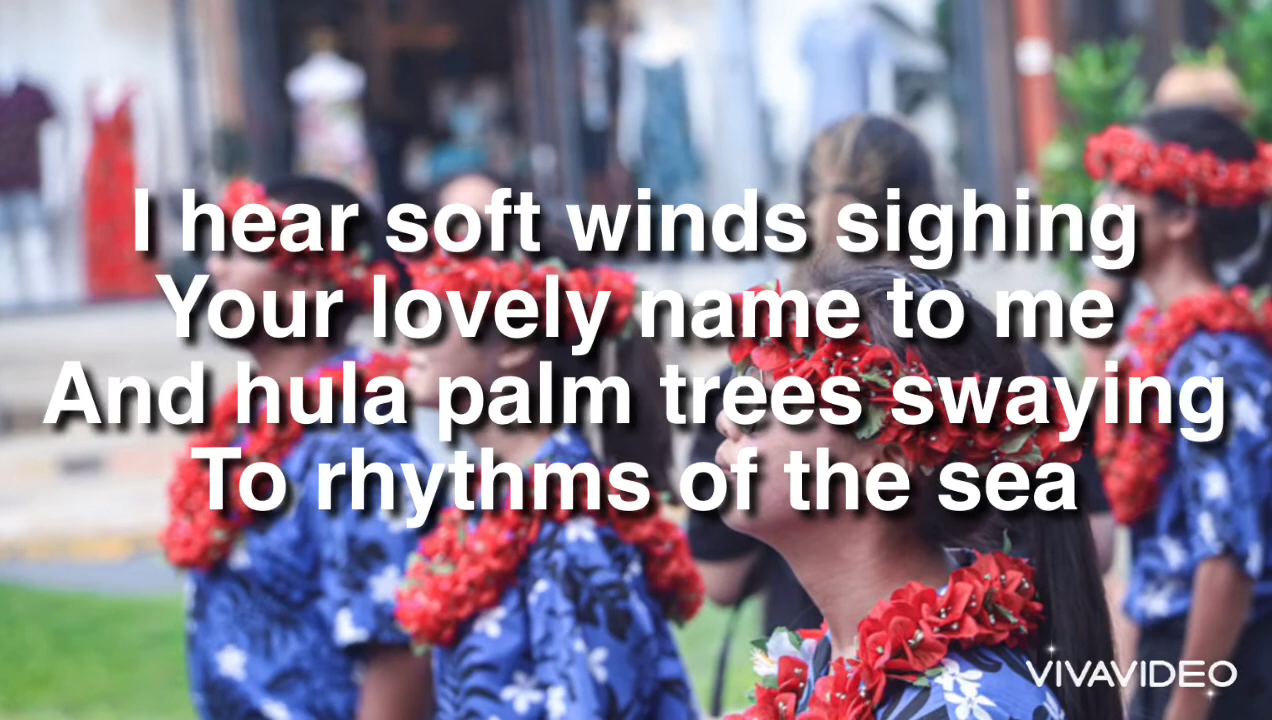 I hear soft winds sighing
Your lovely name to me
And hula palm trees swaying
To rhythms of the sea
VIVAVIDEO